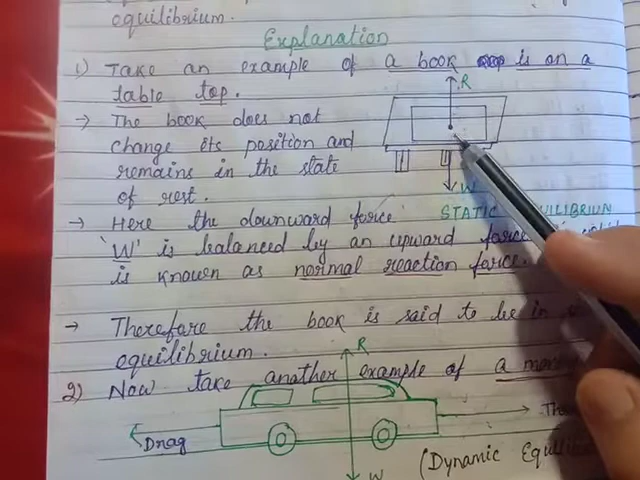 equilibrium.
Explanation
1) Take an example of a book is on a
table top.
R
→ The book does not
change its position and
remains in the state
of rest.
W
STATIC
→ Here the downward force
'W' is balanced by an upward force
is known as normal reaction force.
→ Therefare the book is said to be in
equilibrium.
R
2) Now take another example of a
Drag
W
(Dynamic